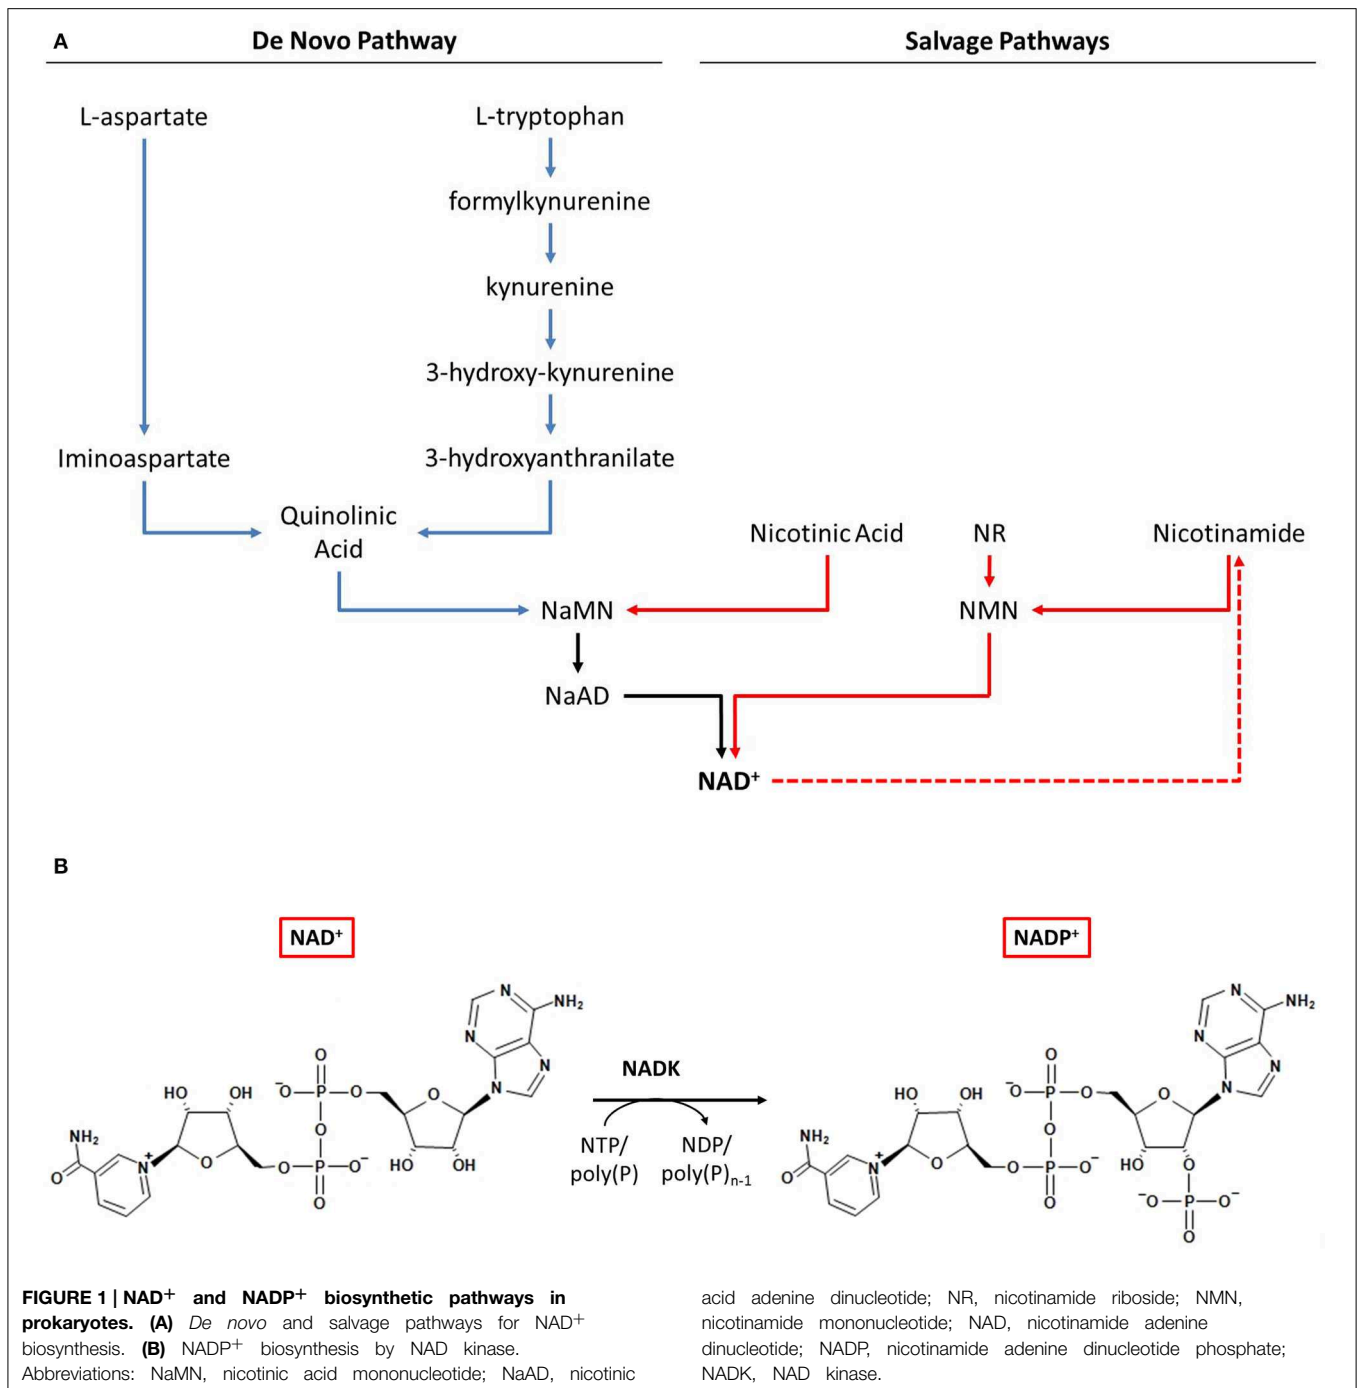 A
De Novo Pathway
Salvage Pathways
L-aspartate
L-tryptophan
formylkynurenine
kynurenine
3-hydroxy-kynurenine
Iminoaspartate
3-hydroxyanthranilate
Quinolinic
Acid
Nicotinic Acid
NR
Nicotinamide
NaMN
NMN
NaAD
NAD⁺
B
NAD⁺
NH₂
N
N
N
N
O
⁻O
P
O
O
HO
OH
O
P
O⁻
O
O
HO
OH
NH₂
O
N⁺
O
NADK
NTP/
poly(P)
NDP/
poly(P)ₙ₋₁
NADP⁺
NH₂
N
N
N
N
O
⁻O
P
O
O
HO
OH
O
P
O⁻
O
O
HO
O
⁻O
P
O⁻
O
NH₂
O
N⁺
O
FIGURE 1 | NAD⁺ and NADP⁺ biosynthetic pathways in
prokaryotes. (A) De novo and salvage pathways for NAD⁺
biosynthesis. (B) NADP⁺ biosynthesis by NAD kinase.
Abbreviations: NaMN, nicotinic acid mononucleotide; NaAD, nicotinic
acid adenine dinucleotide; NR, nicotinamide riboside; NMN,
nicotinamide mononucleotide; NAD, nicotinamide adenine
dinucleotide; NADP, nicotinamide adenine dinucleotide phosphate;
NADK, NAD kinase.